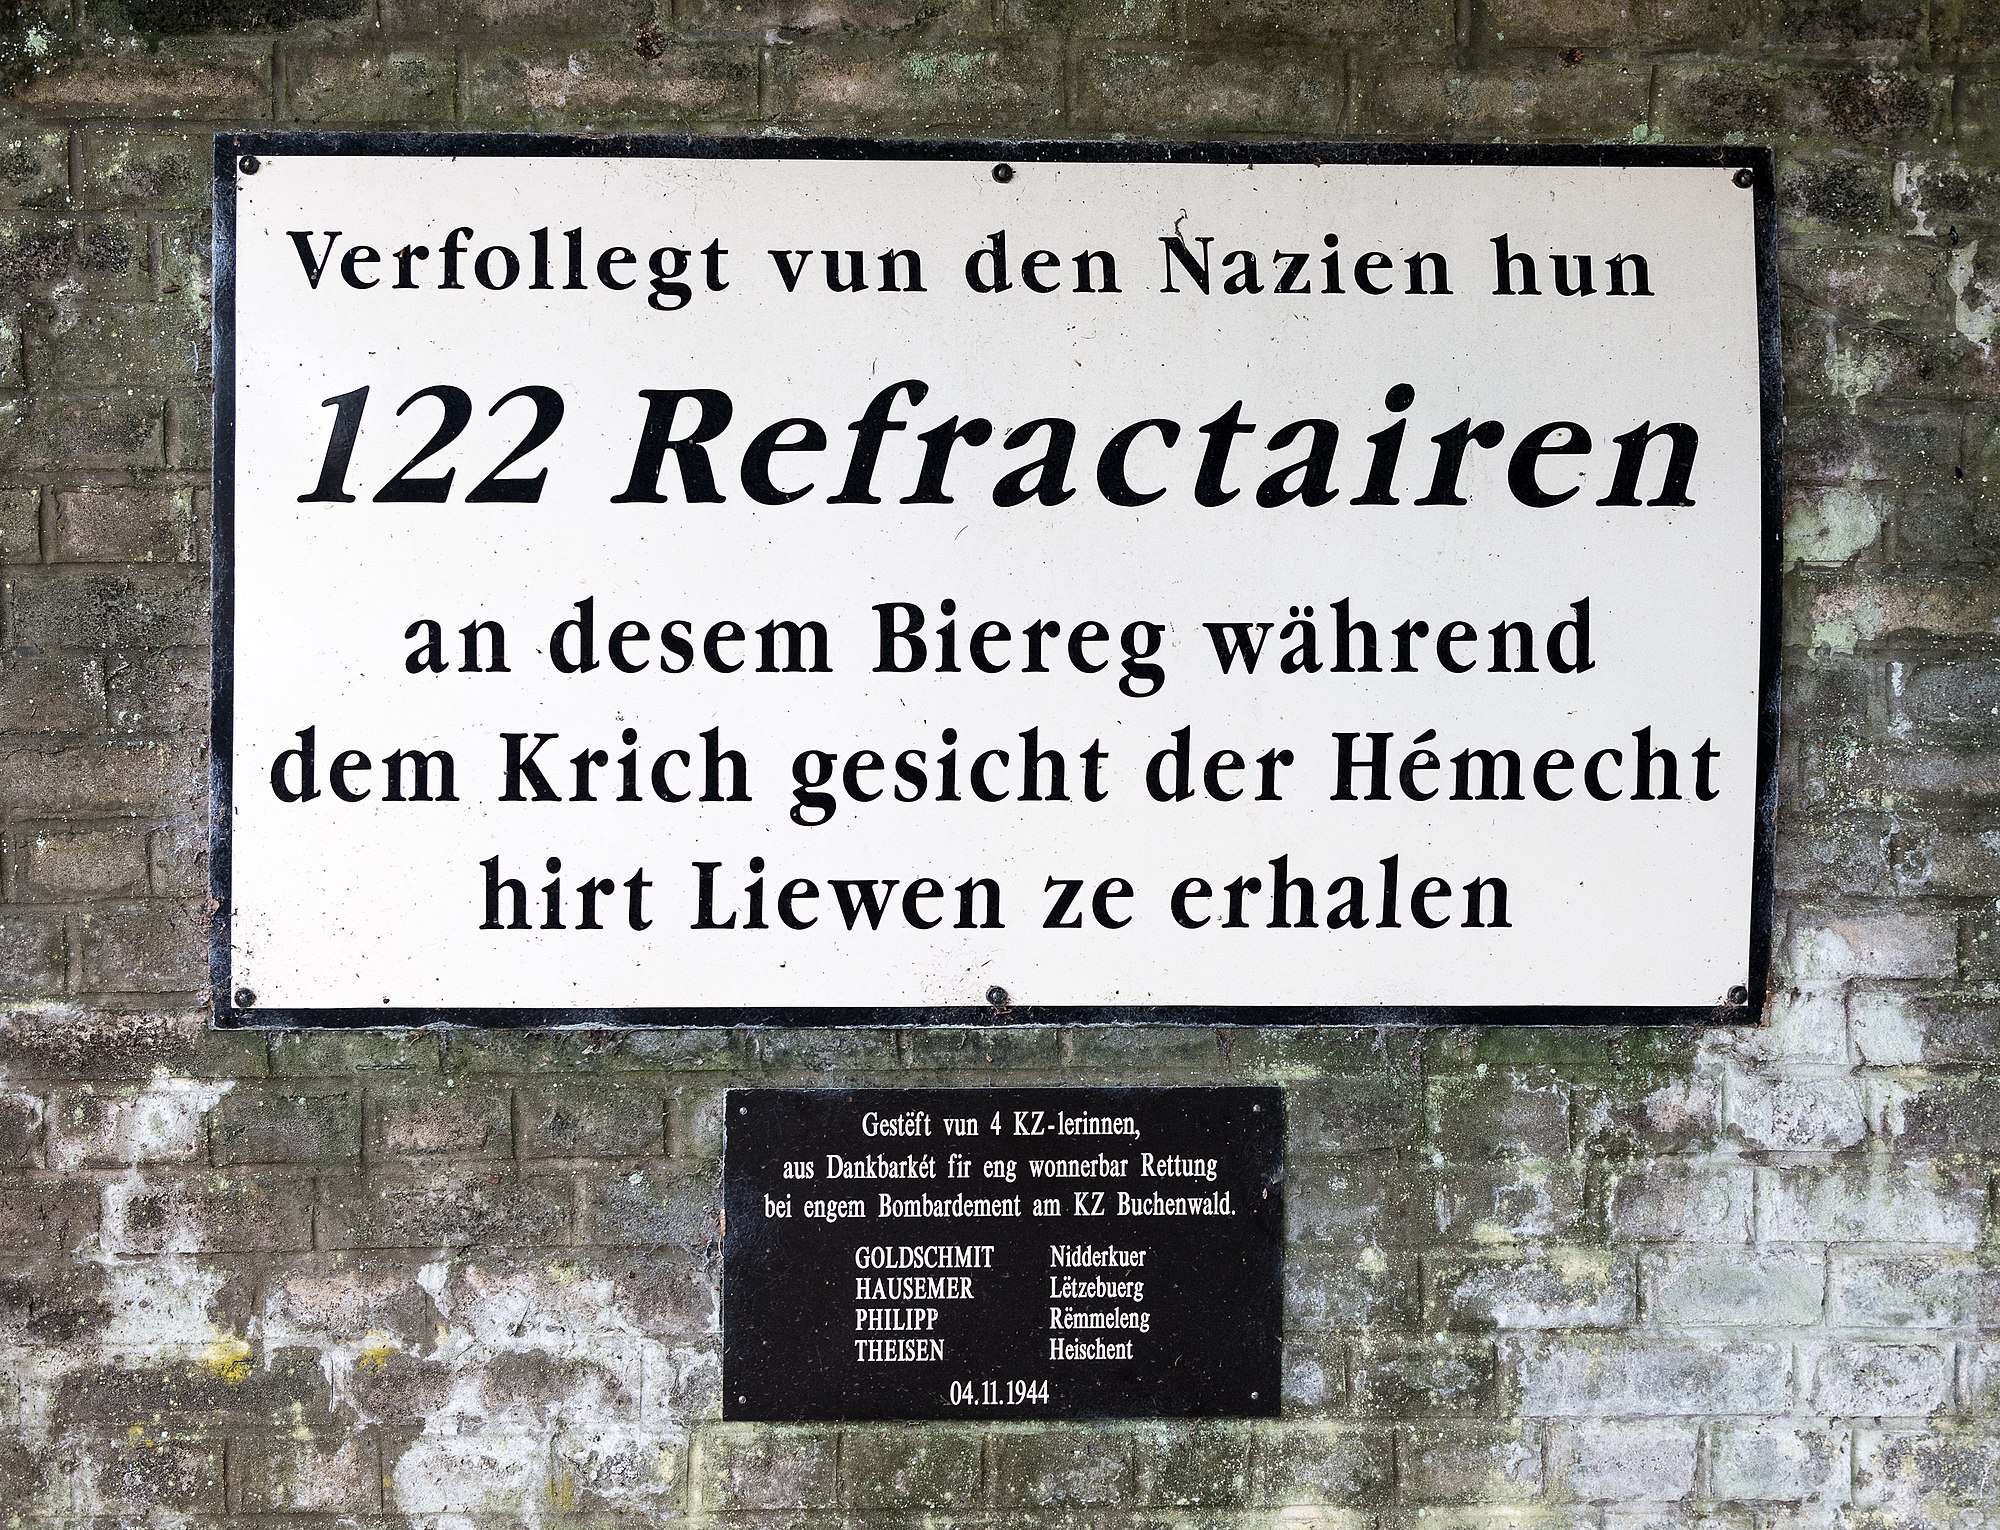 Verfollegt vun den Nazien hun
122 Refractairen
an desem Biereg während
dem Krich gesicht der Hémecht
hirt Liewen ze erhalen
Gestëft vun 4 KZ-lerinnen,
aus Dankbarkét fir eng wonnerbar Rettung
bei engem Bombardement am KZ Buchenwald.
GOLDSCHMIT Nidderkuer
HAUSEMER Lëtzebuerg
PHILIPP Rëmmeleng
THEISEN Heischent
04.11.1944